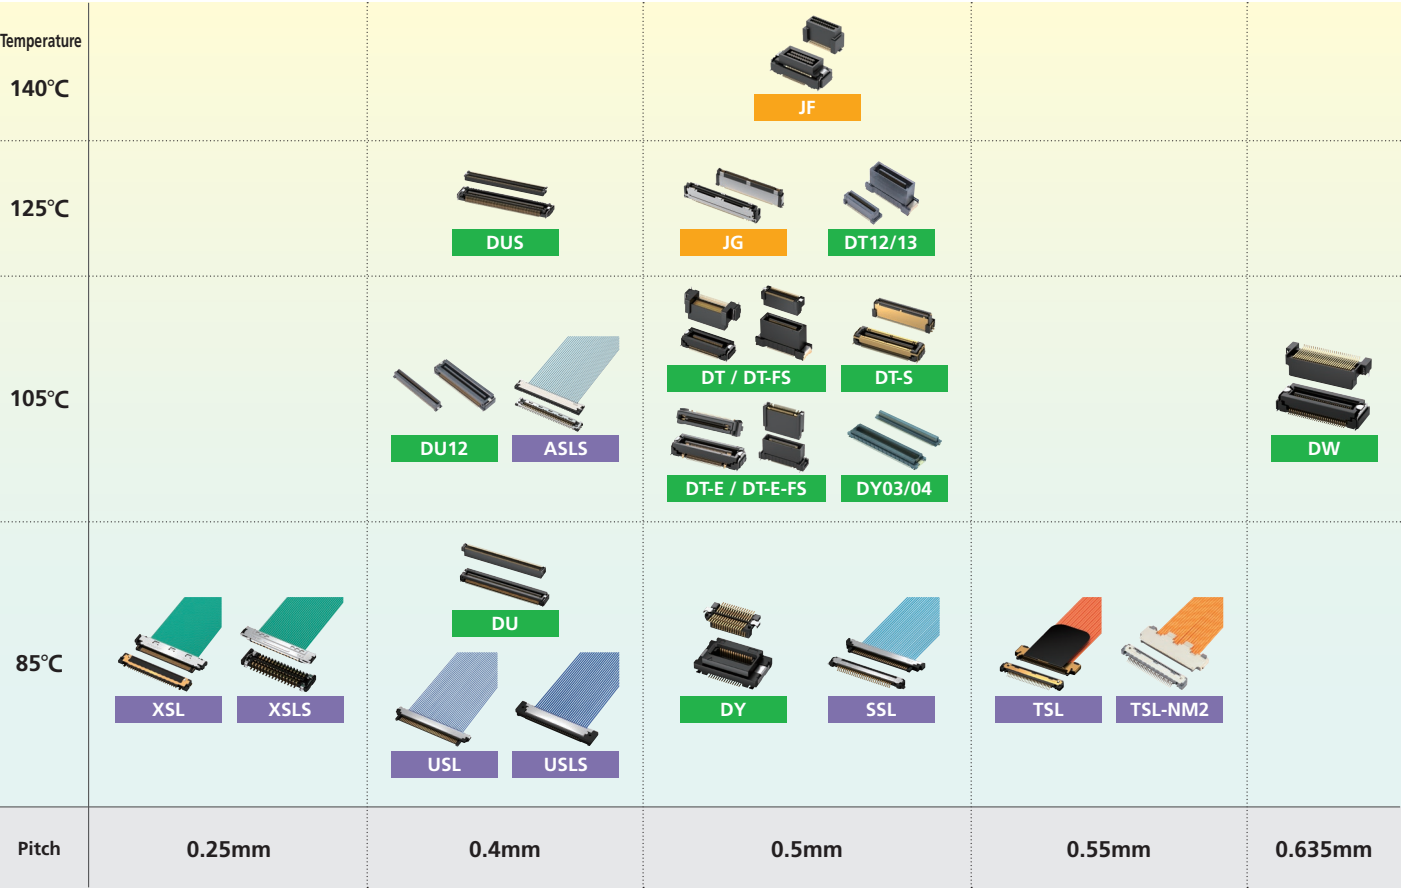 Temperature
140℃
JF
125℃
DUS
JG
DT12/13
105℃
DT / DT-FS
DT-S
DU12
ASLS
DW
DT-E / DT-E-FS
DY03/04
85℃
DU
XSL
XSLS
DY
SSL
TSL
TSL-NM2
USL
USLS
Pitch
0.25mm
0.4mm
0.5mm
0.55mm
0.635mm